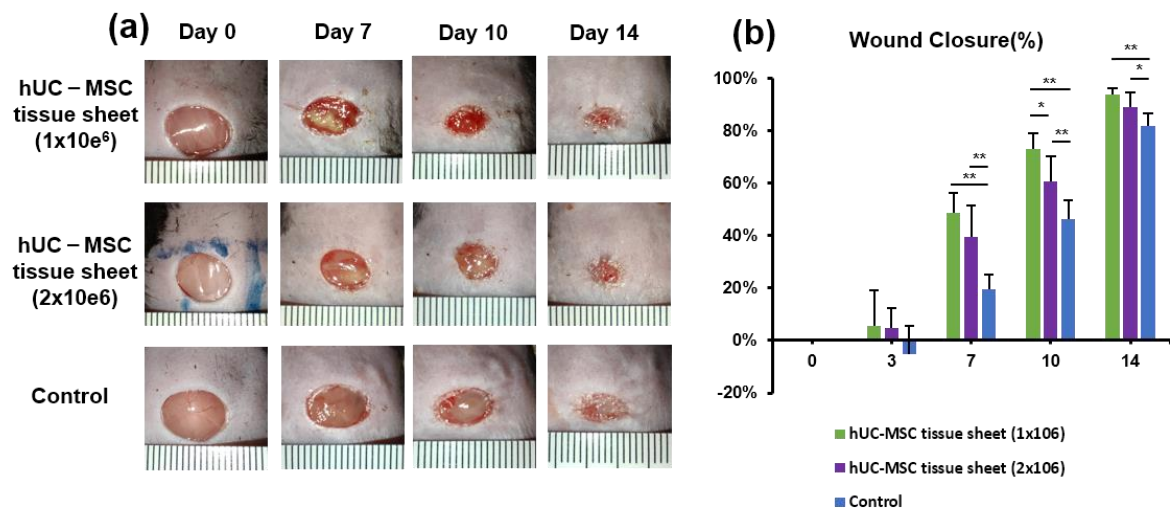 (a)
Day 0 Day 7 Day 10 Day 14
hUC – MSC
tissue sheet
(1x10e⁶)
hUC – MSC
tissue sheet
(2x10e6)
Control
(b)
Wound Closure(%)
100%
80%
60%
40%
20%
0%
-20%
** ** 
** * **
** *
0 3 7 10 14
hUC-MSC tissue sheet (1x106)
hUC-MSC tissue sheet (2x106)
Control